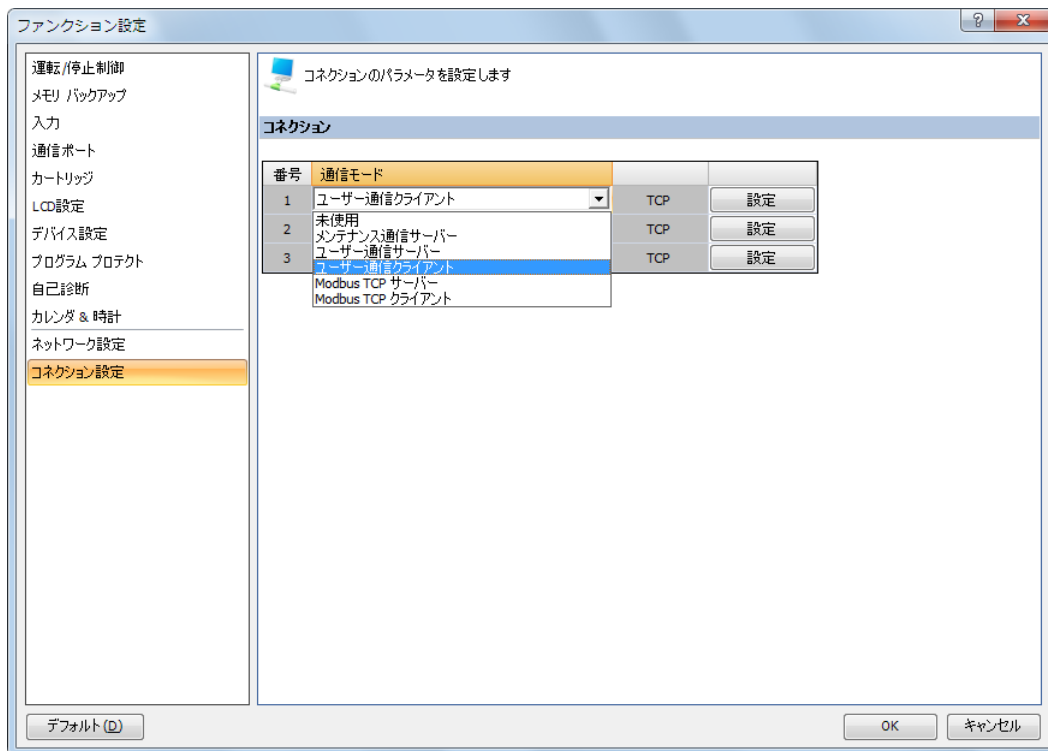 ファンクション設定
?
X
運転/停止制御
メモリ バックアップ
入力
通信ポート
カートリッジ
LCD設定
デバイス設定
プログラム プロテクト
自己診断
カレンダ & 時計
ネットワーク設定
コネクション設定
コネクションのパラメータを設定します
コネクション
番号 通信モード
1 ユーザー通信クライアント TCP 設定
2 TCP 設定
3 TCP 設定
未使用
メンテナンス通信サーバー
ユーザー通信サーバー
ユーザー通信クライアント
Modbus TCP サーバー
Modbus TCP クライアント
デフォルト(D)
OK
キャンセル